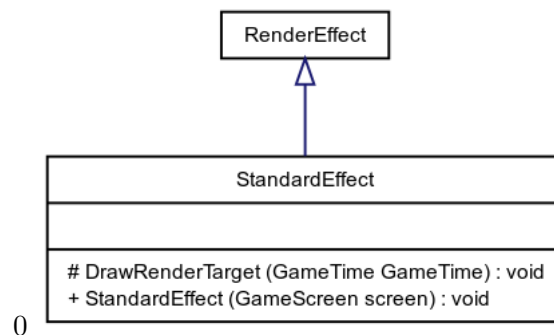 RenderEffect
StandardEffect
# DrawRenderTarget (GameTime GameTime) : void
+ StandardEffect (GameScreen screen) : void
0